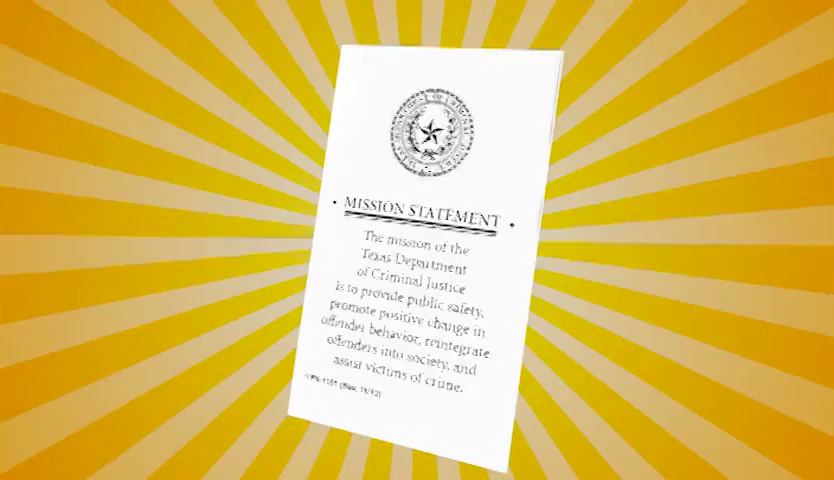 • MISSION STATEMENT •
The mission of the
Texas Department
of Criminal Justice
is to provide public safety,
promote positive change in
offender behavior, reintegrate
offenders into society, and
assist victims of crime.